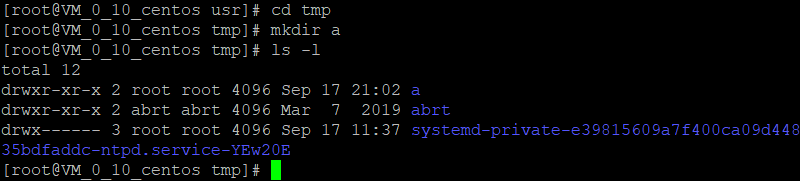 [root@VM_0_10_centos usr]# cd tmp
[root@VM_0_10_centos tmp]# mkdir a
[root@VM_0_10_centos tmp]# ls -l
total 12
drwxr-xr-x 2 root root 4096 Sep 17 21:02 a
drwxr-xr-x 2 abrt abrt 4096 Mar  7  2019 abrt
drwx------ 3 root root 4096 Sep 17 11:37 systemd-private-e39815609a7f400ca09d448
35bdfaddc-ntpd.service-YEw20E
[root@VM_0_10_centos tmp]#